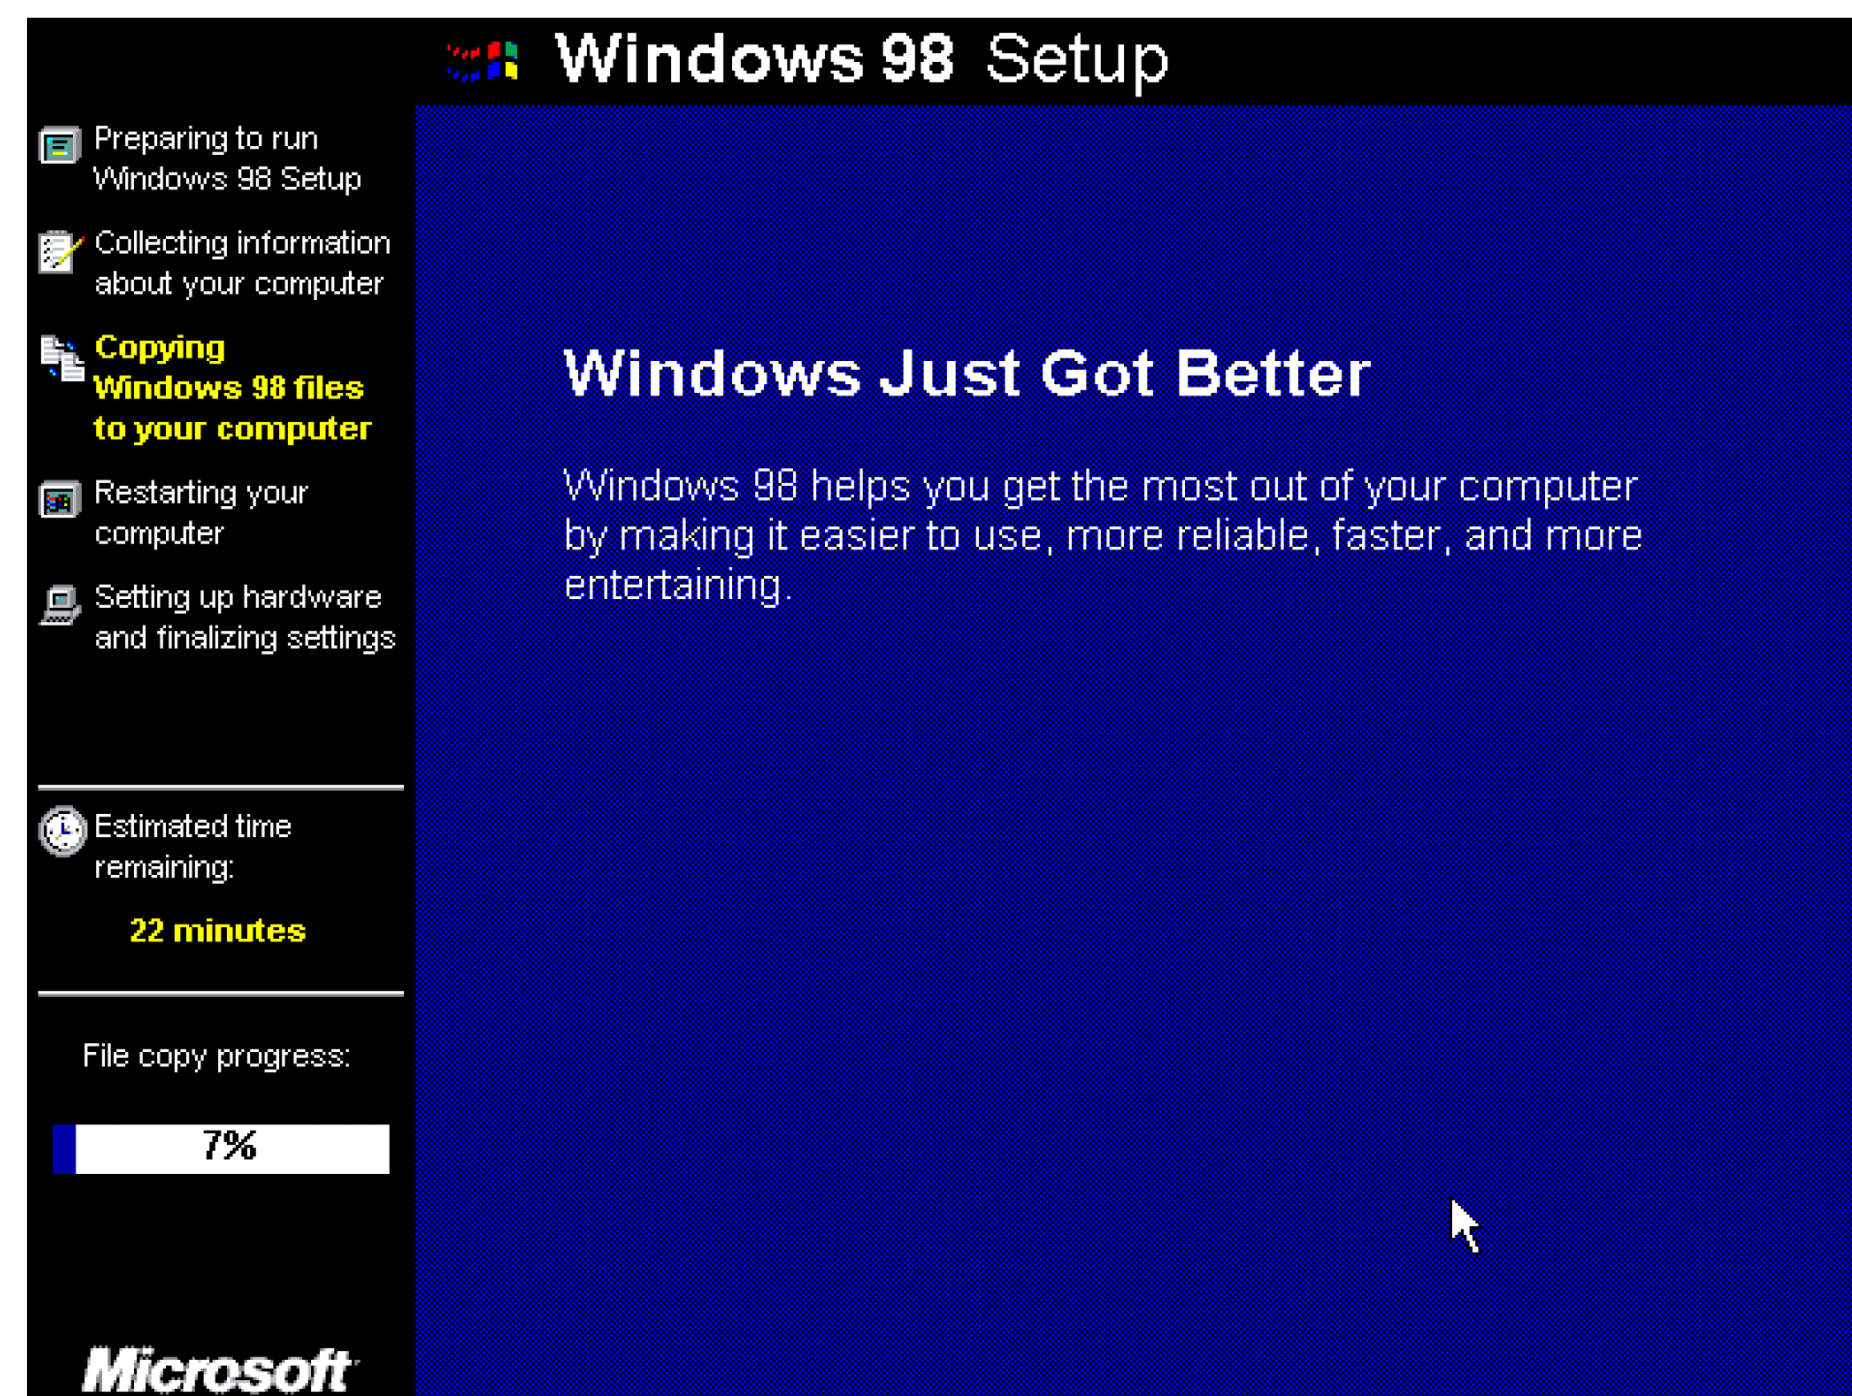 Windows 98 Setup
Preparing to run
Windows 98 Setup
Collecting information
about your computer
Copying
Windows 98 files
to your computer
Restarting your
computer
Setting up hardware
and finalizing settings
Estimated time
remaining:
22 minutes
File copy progress:
7%
Microsoft
Windows Just Got Better
Windows 98 helps you get the most out of your computer
by making it easier to use, more reliable, faster, and more
entertaining.